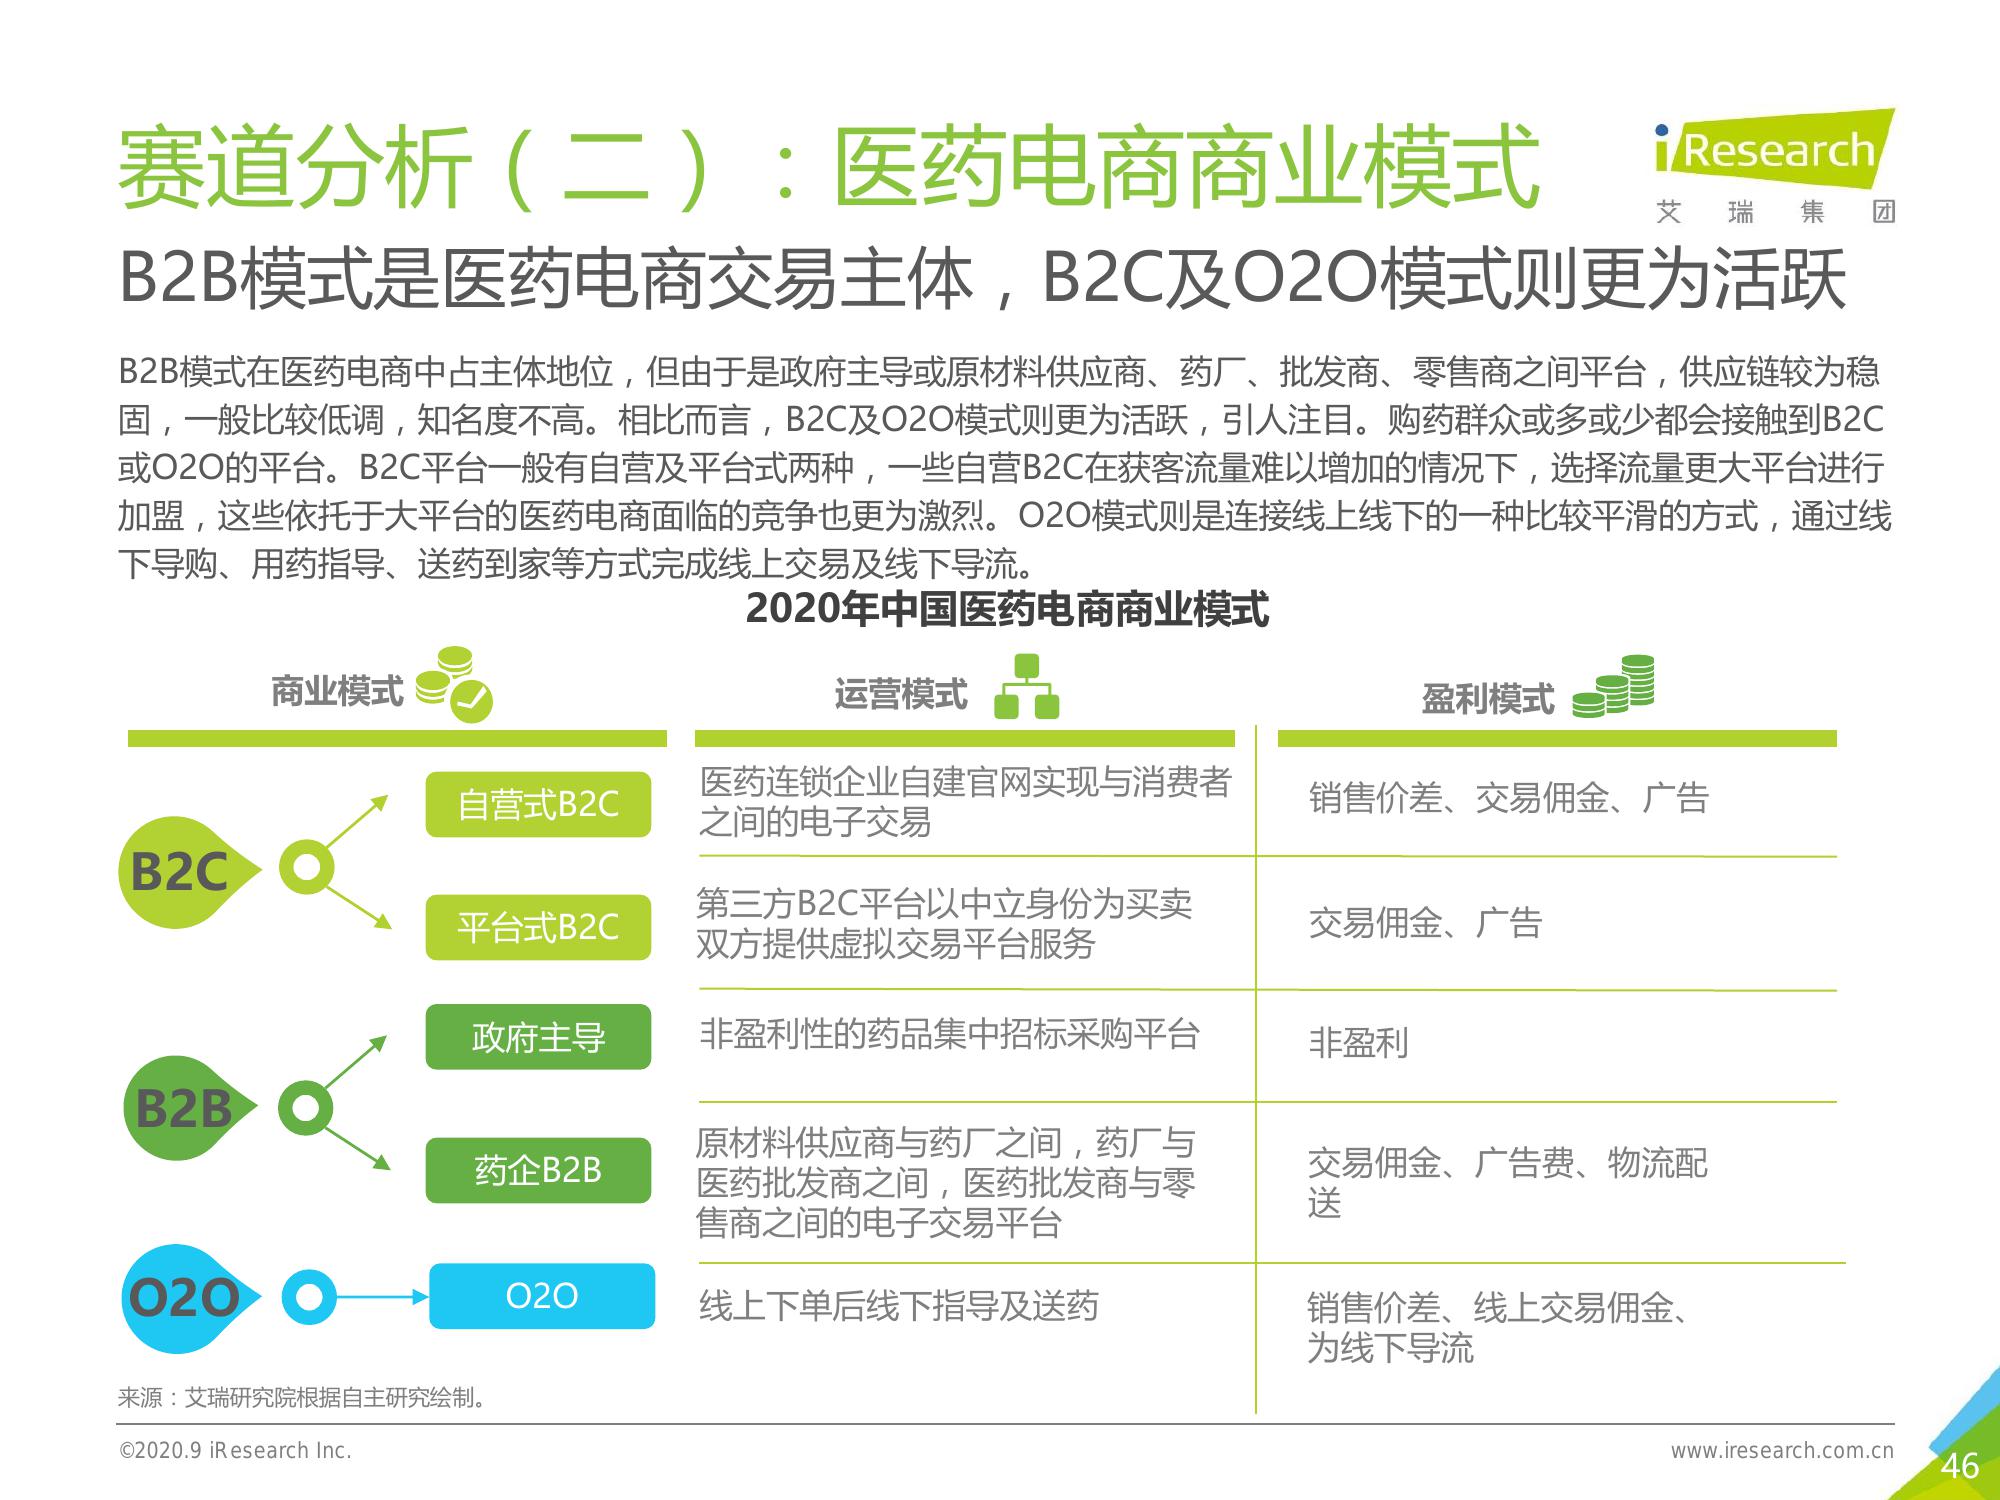 赛道分析（二）：医药电商商业模式
iResearch
艾瑞集团
B2B模式是医药电商交易主体，B2C及O2O模式则更为活跃
B2B模式在医药电商中占主体地位，但由于是政府主导或原材料供应商、药厂、批发商、零售商之间平台，供应链较为稳
固，一般比较低调，知名度不高。相比而言，B2C及O2O模式则更为活跃，引人注目。购药群众或多或少都会接触到B2C
或O2O的平台。B2C平台一般有自营及平台式两种，一些自营B2C在获客流量难以增加的情况下，选择流量更大平台进行
加盟，这些依托于大平台的医药电商面临的竞争也更为激烈。O2O模式则是连接线上线下的一种比较平滑的方式，通过线
下导购、用药指导、送药到家等方式完成线上交易及线下导流。
2020年中国医药电商商业模式
商业模式
运营模式
盈利模式
B2C
自营式B2C
医药连锁企业自建官网实现与消费者
之间的电子交易
销售价差、交易佣金、广告
平台式B2C
第三方B2C平台以中立身份为买卖
双方提供虚拟交易平台服务
交易佣金、广告
B2B
政府主导
非盈利性的药品集中招标采购平台
非盈利
药企B2B
原材料供应商与药厂之间，药厂与
医药批发商之间，医药批发商与零
售商之间的电子交易平台
交易佣金、广告费、物流配
送
O2O
O2O
线上下单后线下指导及送药
销售价差、线上交易佣金、
为线下导流
来源：艾瑞研究院根据自主研究绘制。
©2020.9 iResearch Inc.
www.iresearch.com.cn
46